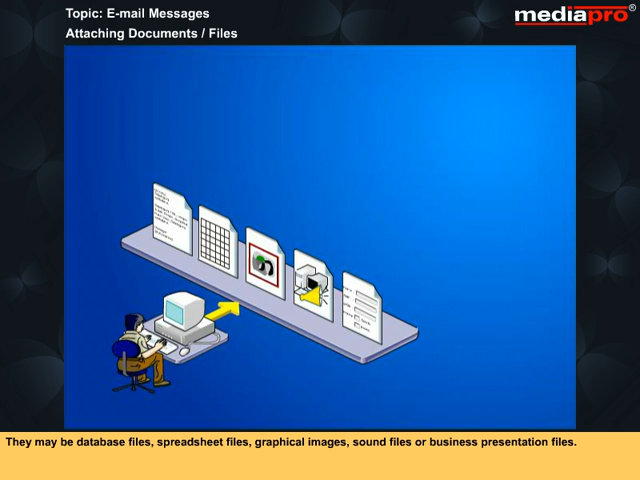 Topic: E-mail Messages
Attaching Documents / Files
mediapro®
They may be database files, spreadsheet files, graphical images, sound files or business presentation files.